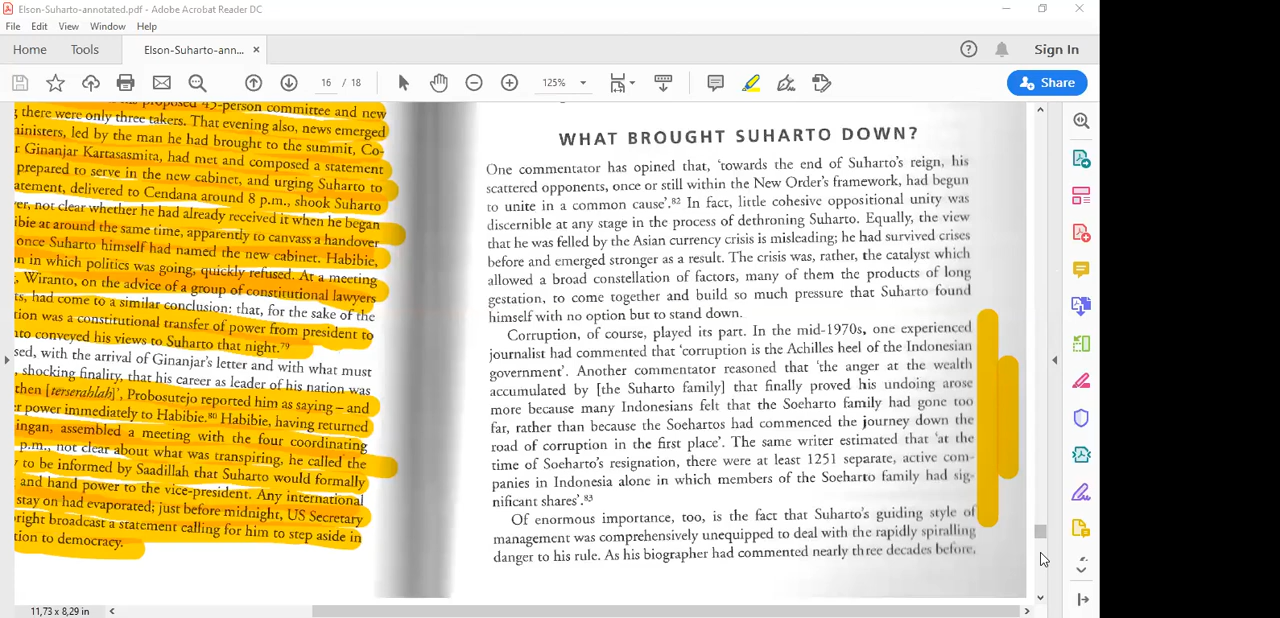 Elson-Suharto-annotated.pdf - Adobe Acrobat Reader DC
File Edit View Window Help
Home Tools Elson-Suharto-ann... × Sign In
16 / 18 125% Share
proposed 45-person committee and new
there were only three takers. That evening also, news emerged
inisters, led by the man he had brought to the summit, Co-
r Ginanjar Kartasasmita, had met and composed a statement
prepared to serve in the new cabinet, and urging Suharto to
atement, delivered to Cendana around 8 p.m., shook Suharto
er, not clear whether he had already received it when he began
ibie at around the same time, apparently to canvass a handover
once Suharto himself had named the new cabinet. Habibie,
n in which politics was going, quickly refused. At a meeting
, Wiranto, on the advice of a group of constitutional lawyers
ts, had come to a similar conclusion: that, for the sake of the
tion was a constitutional transfer of power from president to
nto conveyed his views to Suharto that night.79
sed, with the arrival of Ginanjar's letter and with what must
, shocking finality, that his career as leader of his nation was
then [terserahlah]', Probosutejo reported him as saying – and
er power immediately to Habibie.80 Habibie, having returned
ingan, assembled a meeting with the four coordinating
p.m., not clear about what was transpiring, he called the
y to be informed by Saadillah that Suharto would formally
and hand power to the vice-president. Any international
stay on had evaporated; just before midnight, US Secretary
right broadcast a statement calling for him to step aside in
tion to democracy.
WHAT BROUGHT SUHARTO DOWN?
One commentator has opined that, 'towards the end of Suharto's reign, his
scattered opponents, once or still within the New Order's framework, had begun
to unite in a common cause'.82 In fact, little cohesive oppositional unity was
discernible at any stage in the process of dethroning Suharto. Equally, the view
that he was felled by the Asian currency crisis is misleading; he had survived crises
before and emerged stronger as a result. The crisis was, rather, the catalyst which
allowed a broad constellation of factors, many of them the products of long
gestation, to come together and build so much pressure that Suharto found
himself with no option but to stand down.
Corruption, of course, played its part. In the mid-1970s, one experienced
journalist had commented that 'corruption is the Achilles heel of the Indonesian
government'. Another commentator reasoned that 'the anger at the wealth
accumulated by [the Suharto family] that finally proved his undoing arose
more because many Indonesians felt that the Soeharto family had gone too
far, rather than because the Soehartos had commenced the journey down the
road of corruption in the first place'. The same writer estimated that 'at the
time of Soeharto's resignation, there were at least 1251 separate, active com-
panies in Indonesia alone in which members of the Soeharto family had sig-
nificant shares'.83
Of enormous importance, too, is the fact that Suharto's guiding style of
management was comprehensively unequipped to deal with the rapidly spiralling
danger to his rule. As his biographer had commented nearly three decades before,
11,73 x 8,29 in